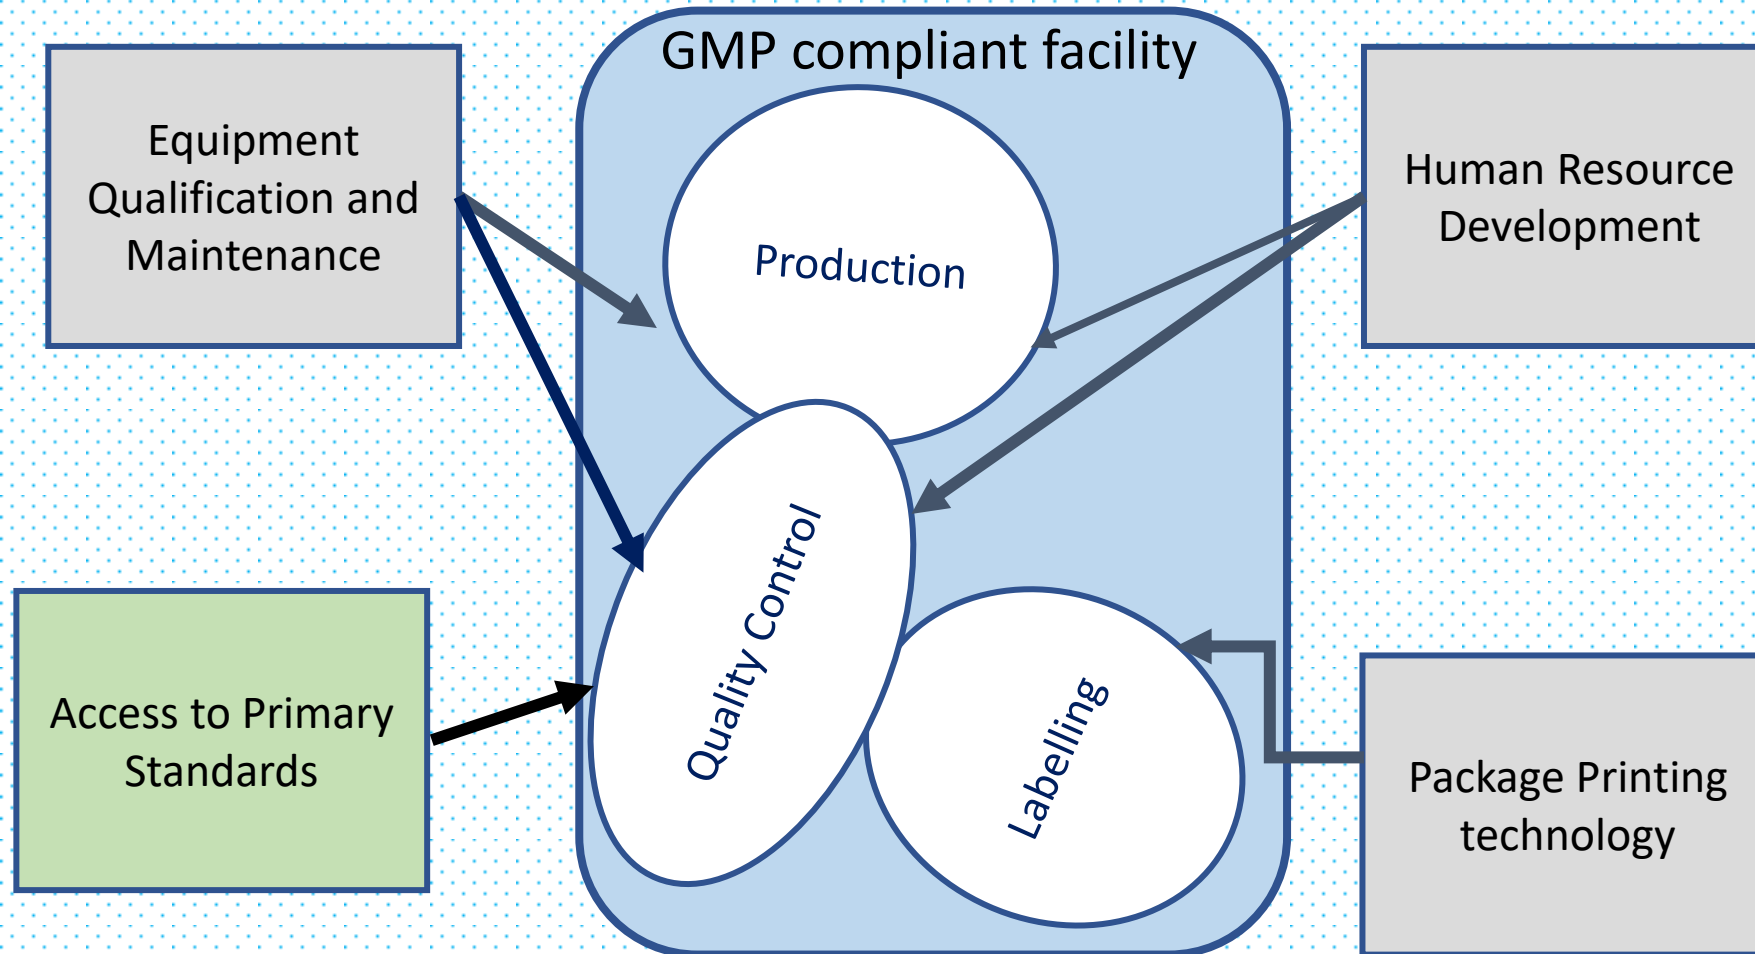 GMP compliant facility
Equipment
Qualification and
Maintenance
Human Resource
Development
Production
Quality Control
Labelling
Access to Primary
Standards
Package Printing
technology